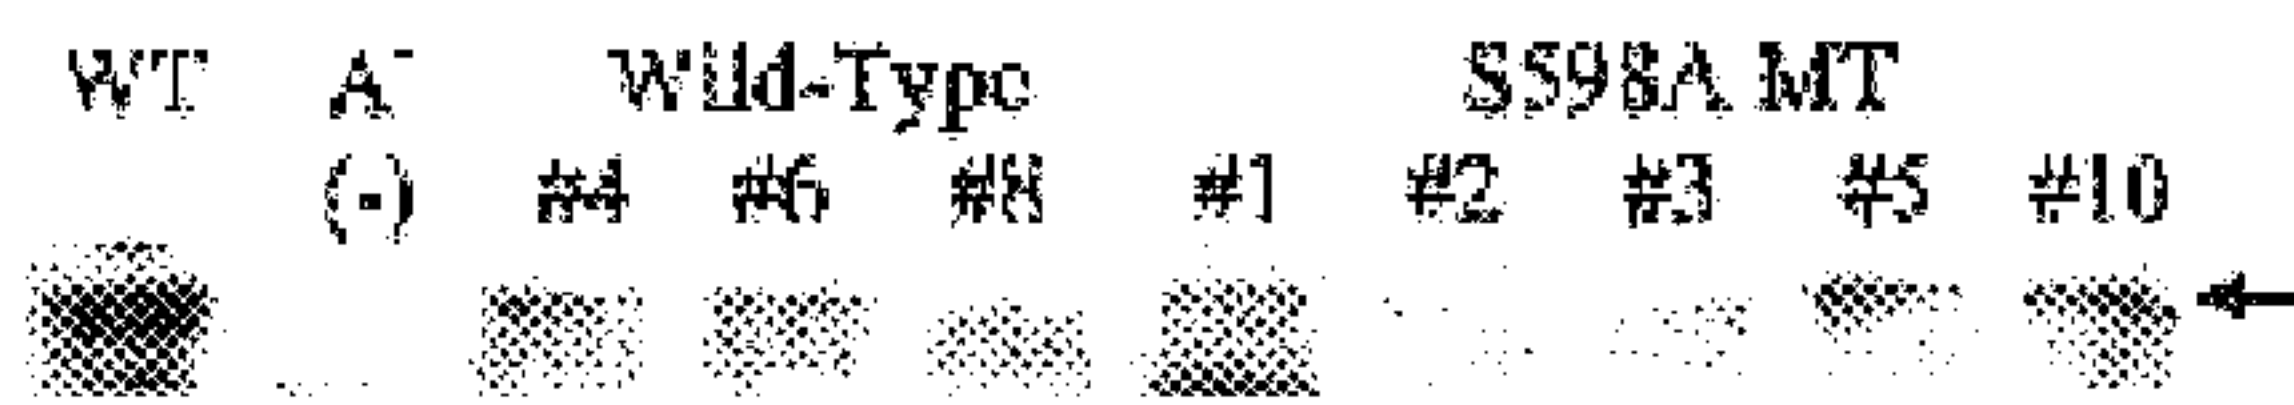 WT A⁻ Wild-Type S598A MT
(-) #4 #6 #8 #1 #2 #3 #5 #10